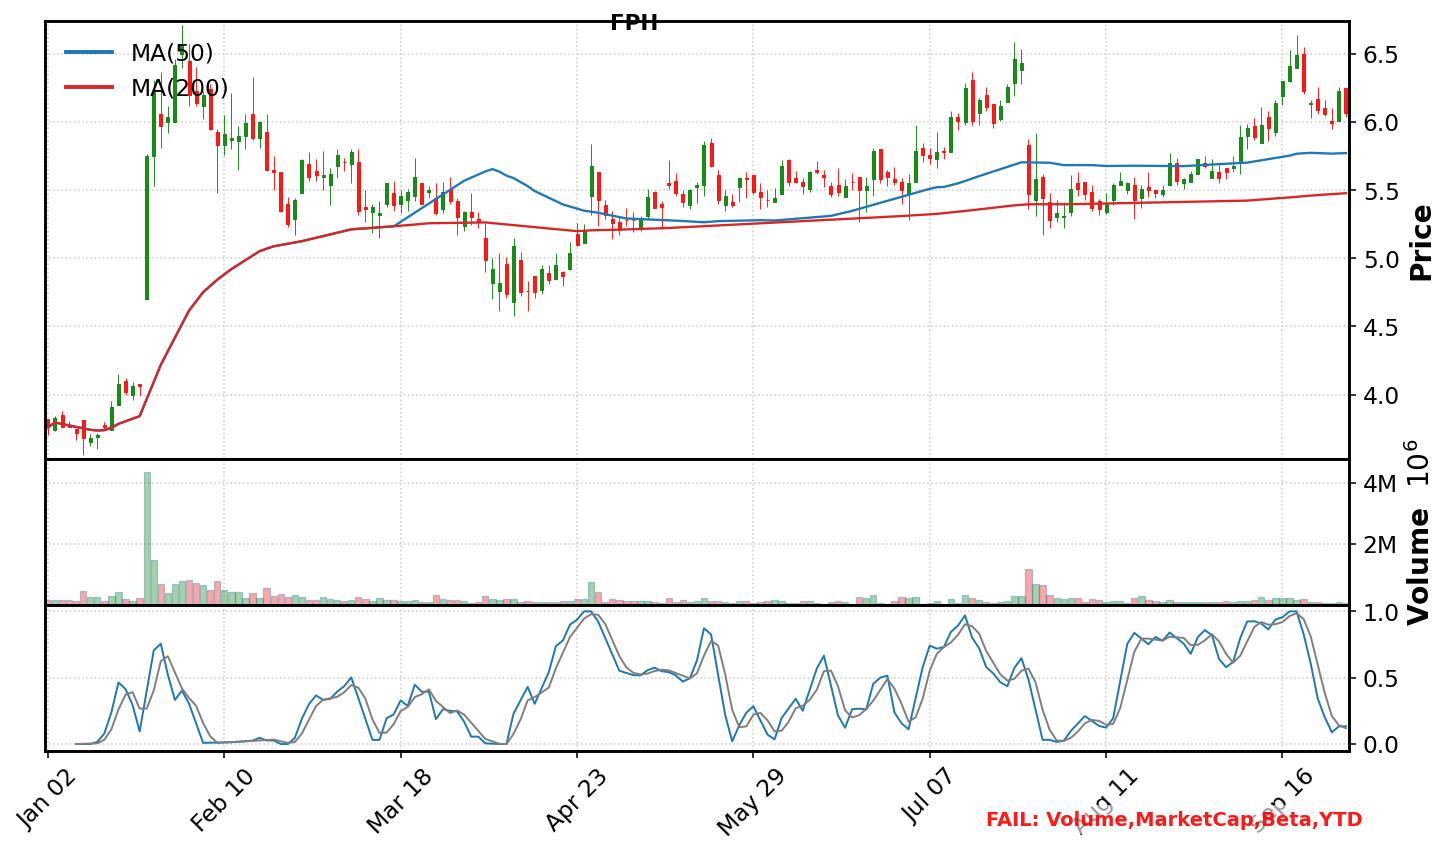 FPH
MA(50)
MA(200)
6.5
6.0
5.5
5.0
4.5
4.0
Price
4M
2M
Volume 10^6
1.0
0.5
0.0
Jan 02
Feb 10
Mar 18
Apr 23
May 29
Jul 07
Aug 11
Sep 16
FAIL: Volume,MarketCap,Beta,YTD